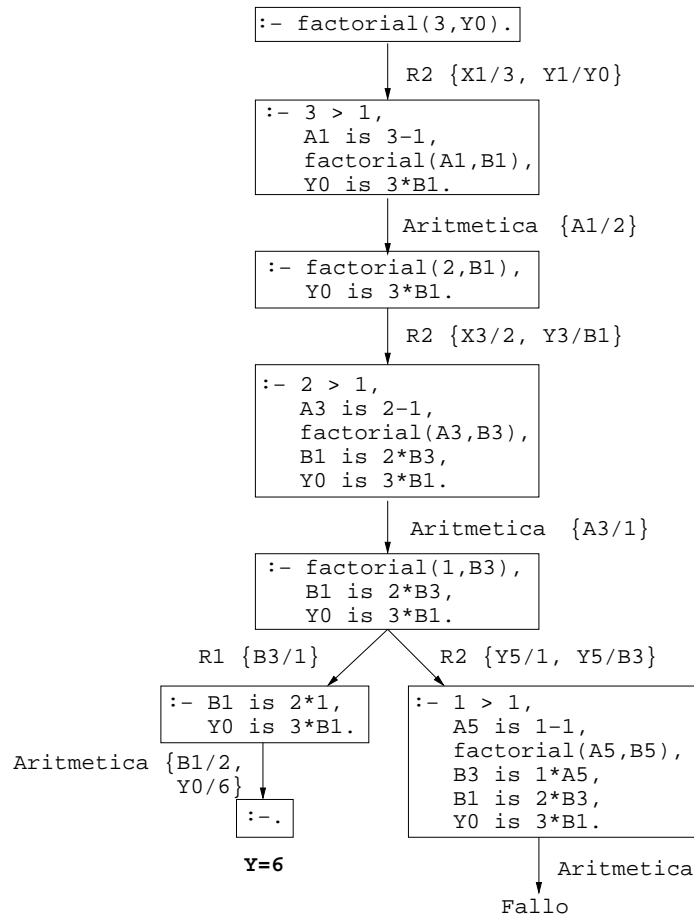 :- factorial(3,Y0).
R2 {X1/3, Y1/Y0}
:- 3 > 1,
A1 is 3-1,
factorial(A1,B1),
Y0 is 3*B1.
Aritmetica {A1/2}
:- factorial(2,B1),
Y0 is 3*B1.
R2 {X3/2, Y3/B1}
:- 2 > 1,
A3 is 2-1,
factorial(A3,B3),
B1 is 2*B3,
Y0 is 3*B1.
Aritmetica {A3/1}
:- factorial(1,B3),
B1 is 2*B3,
Y0 is 3*B1.
R1 {B3/1}
:- B1 is 2*1,
Y0 is 3*B1.
Aritmetica {B1/2,
Y0/6}
:-.
Y=6
R2 {Y5/1, Y5/B3}
:- 1 > 1,
A5 is 1-1,
factorial(A5,B5),
B3 is 1*A5,
B1 is 2*B3,
Y0 is 3*B1.
Aritmetica
Fallo